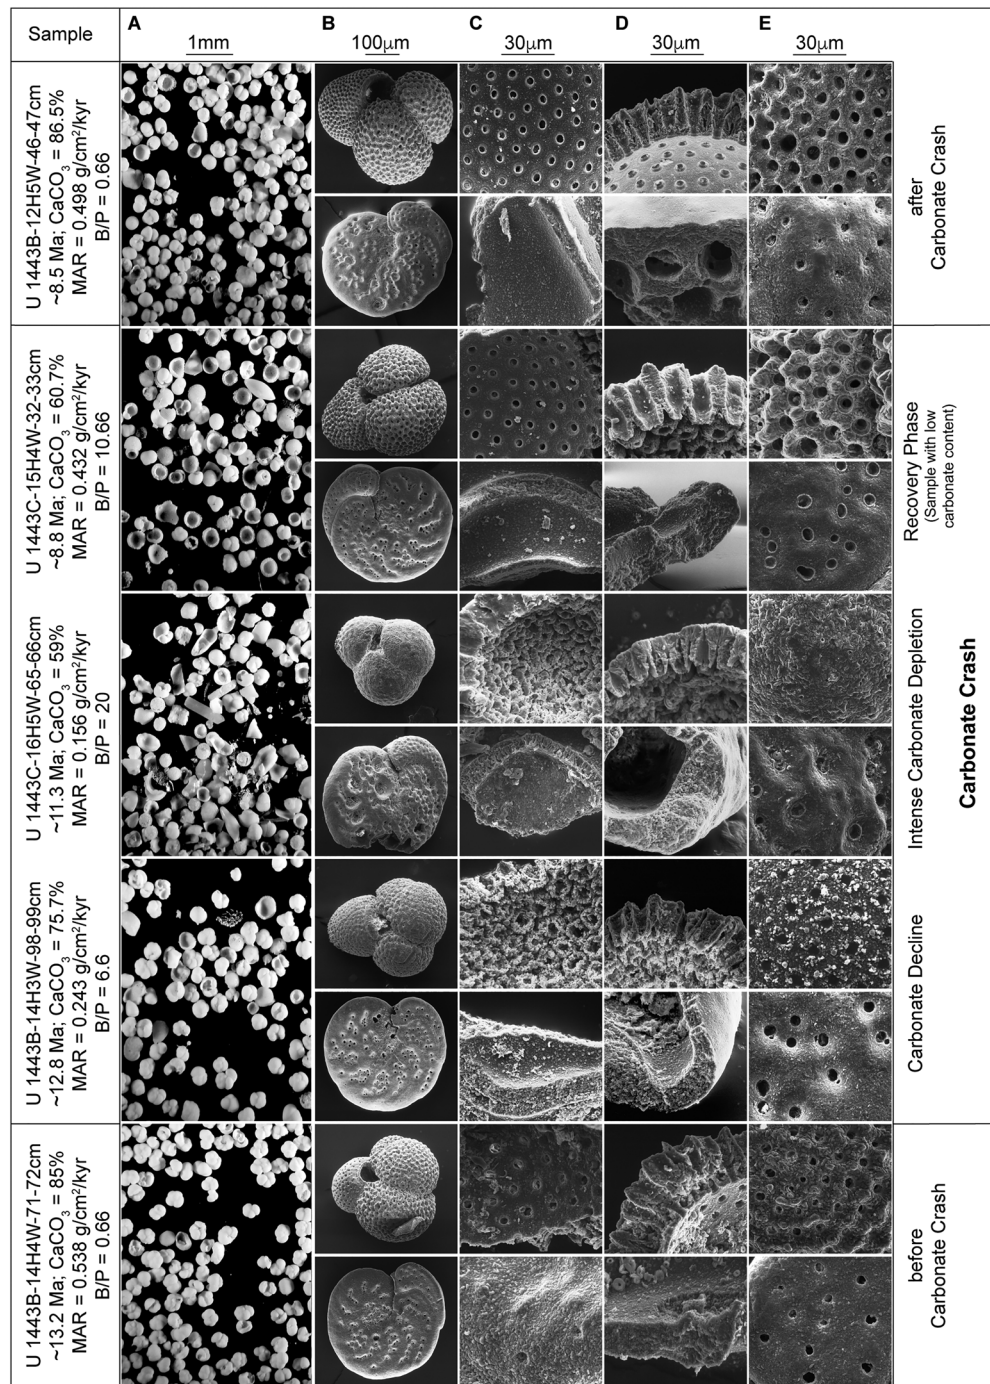 Sample
A
1mm
B
100μm
C
30μm
D
30μm
E
30μm
U 1443B-12H5W-46-47cm
~8.5 Ma; CaCO₃ = 86.5%
MAR = 0.498 g/cm²/kyr
B/P = 0.66
after
Carbonate Crash
U 1443C-15H4W-32-33cm
~8.8 Ma; CaCO₃ = 60.7%
MAR = 0.432 g/cm²/kyr
B/P = 10.66
Recovery Phase
(Sample with low
carbonate content)
U 1443C-16H5W-65-66cm
~11.3 Ma; CaCO₃ = 59%
MAR = 0.156 g/cm²/kyr
B/P = 20
Intense Carbonate Depletion
Carbonate Crash
U 1443B-14H3W-98-99cm
~12.8 Ma; CaCO₃ = 75.7%
MAR = 0.243 g/cm²/kyr
B/P = 6.6
Carbonate Decline
U 1443B-14H4W-71-72cm
~13.2 Ma; CaCO₃ = 85%
MAR = 0.538 g/cm²/kyr
B/P = 0.66
before
Carbonate Crash